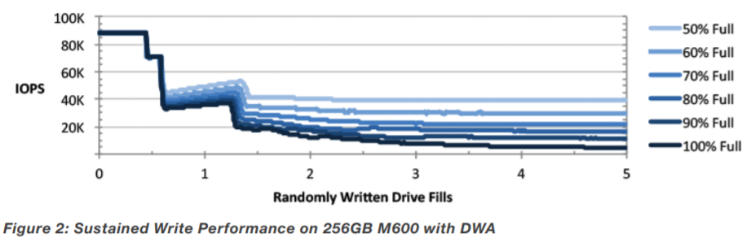 100K
80K
60K
40K
20K
IOPS
0 1 2 3 4 5
Randomly Written Drive Fills
50% Full
60% Full
70% Full
80% Full
90% Full
100% Full
Figure 2: Sustained Write Performance on 256GB M600 with DWA